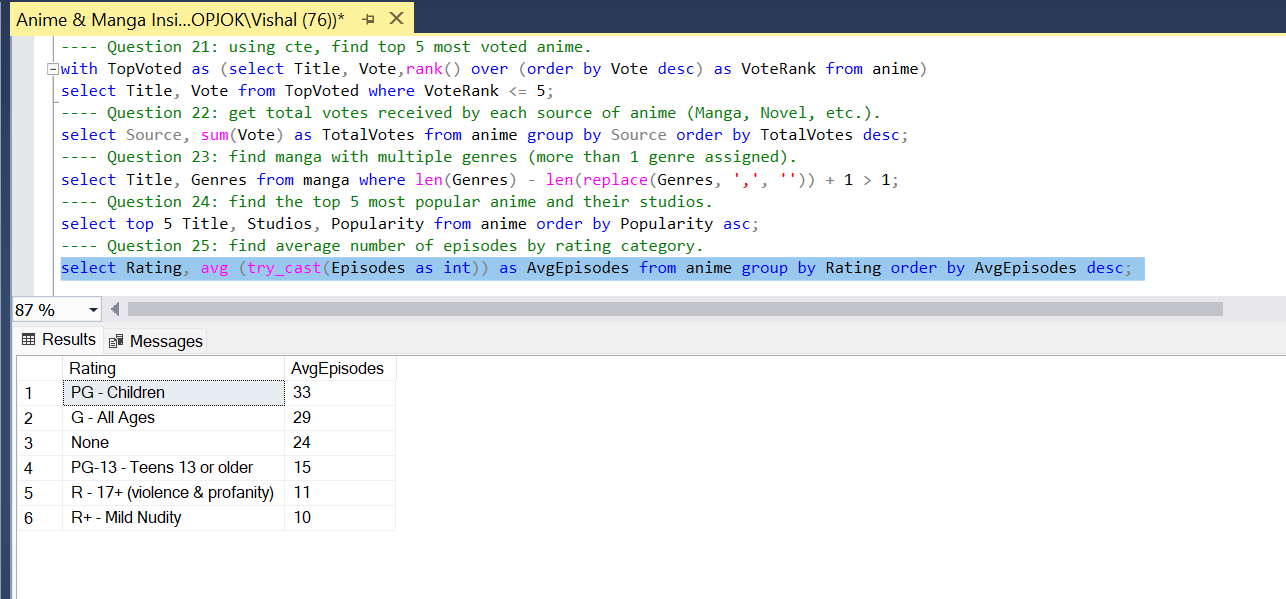 Anime & Manga Insi...OPJOK\Vishal (76))*
---- Question 21: using cte, find top 5 most voted anime.
with TopVoted as (select Title, Vote,rank() over (order by Vote desc) as VoteRank from anime)
select Title, Vote from TopVoted where VoteRank <= 5;
---- Question 22: get total votes received by each source of anime (Manga, Novel, etc.).
select Source, sum(Vote) as TotalVotes from anime group by Source order by TotalVotes desc;
---- Question 23: find manga with multiple genres (more than 1 genre assigned).
select Title, Genres from manga where len(Genres) - len(replace(Genres, ',', '')) + 1 > 1;
---- Question 24: find the top 5 most popular anime and their studios.
select top 5 Title, Studios, Popularity from anime order by Popularity asc;
---- Question 25: find average number of episodes by rating category.
select Rating, avg (try_cast(Episodes as int)) as AvgEpisodes from anime group by Rating order by AvgEpisodes desc;
87 %
Results Messages
Rating AvgEpisodes
1 PG - Children 33
2 G - All Ages 29
3 None 24
4 PG-13 - Teens 13 or older 15
5 R - 17+ (violence & profanity) 11
6 R+ - Mild Nudity 10